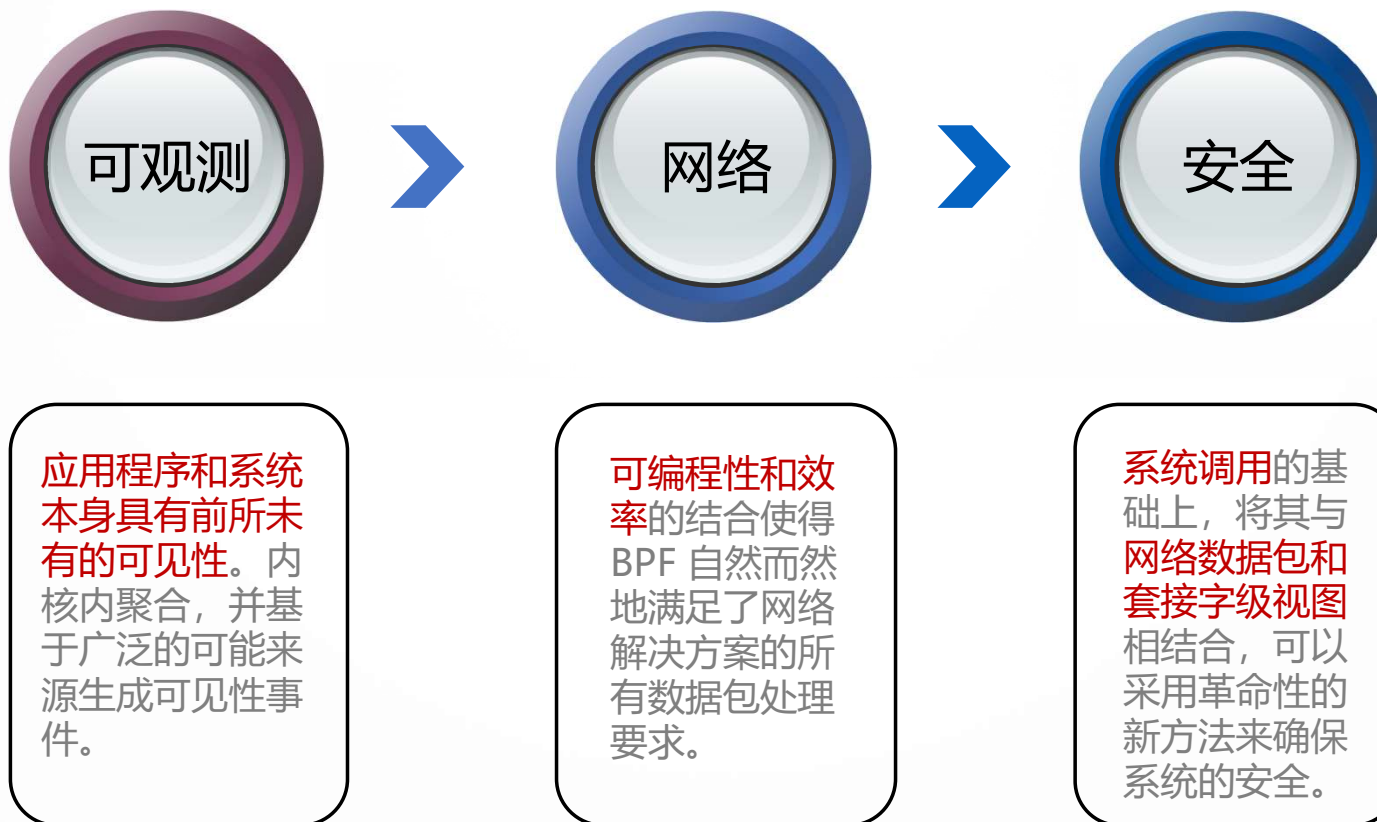 可观测
网络
安全
应用程序和系统
本身具有前所未
有的可见性。内
核内聚合，并基
于广泛的可能来
源生成可见性事
件。
可编程性和效
率的结合使得
BPF 自然而然
地满足了网络
解决方案的所
有数据包处理
要求。
系统调用的基
础上，将其与
网络数据包和
套接字级视图
相结合，可以
采用革命性的
新方法来确保
系统的安全。